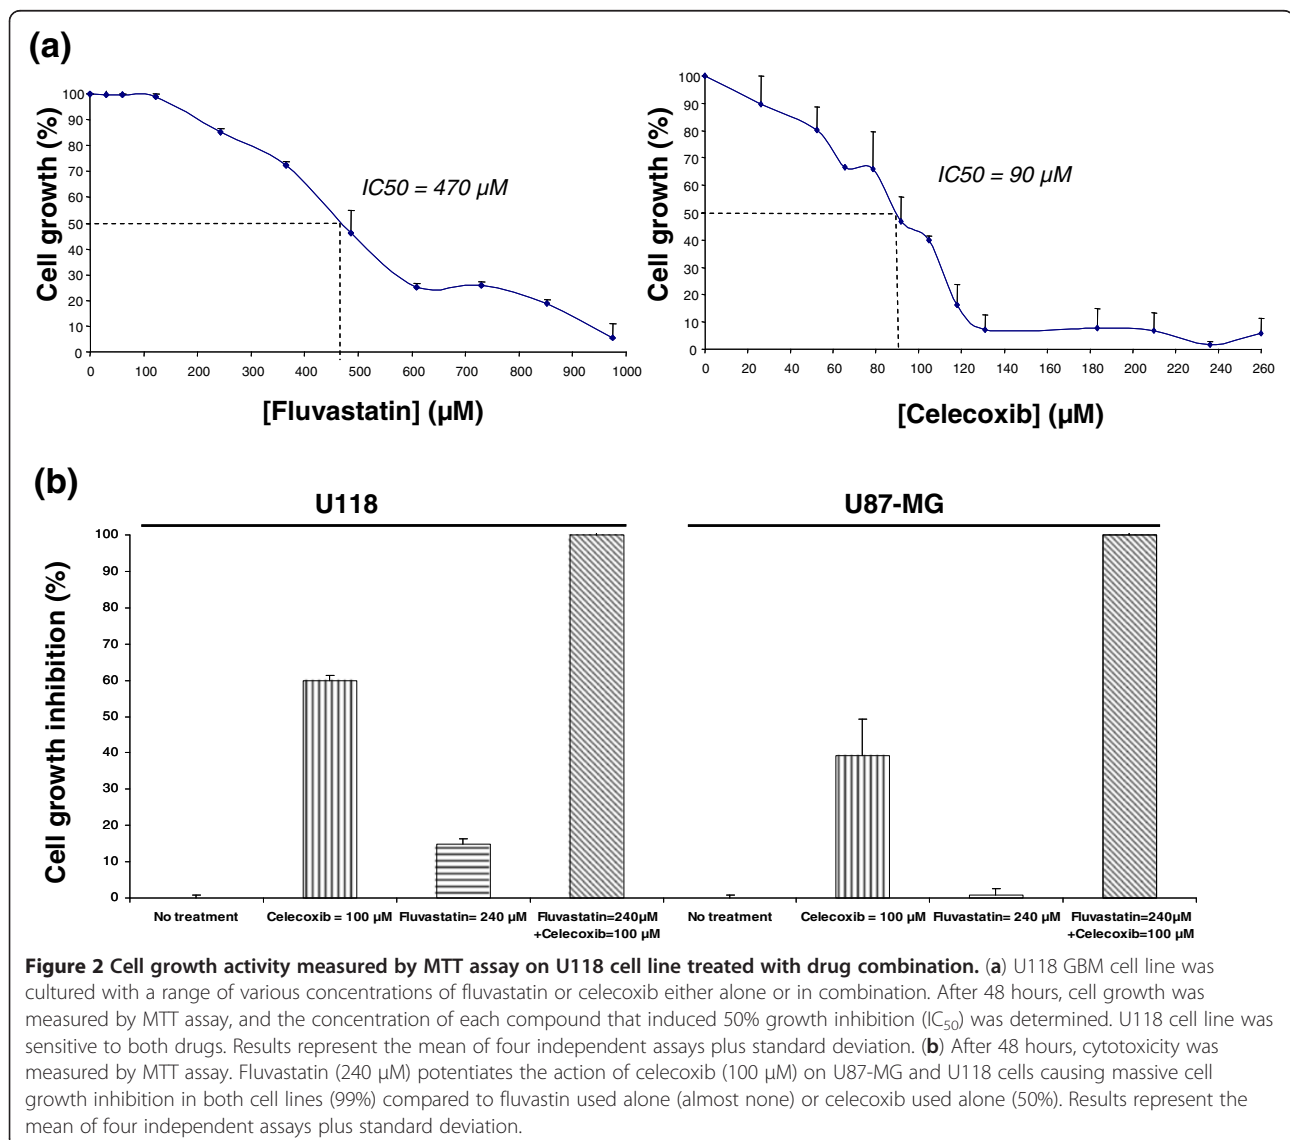 (a)
100
90
80
70
60
50
40
30
20
10
0
Cell growth (%)
IC50 = 470 µM
0 100 200 300 400 500 600 700 800 900 1000
[Fluvastatin] (µM)
100
90
80
70
60
50
40
30
20
10
0
Cell growth (%)
IC50 = 90 µM
0 20 40 60 80 100 120 140 160 180 200 220 240 260
[Celecoxib] (µM)
(b)
U118 U87-MG
100
90
80
70
60
50
40
30
20
10
0
Cell growth inhibition (%)
No treatment Celecoxib = 100 µM Fluvastatin= 240 µM Fluvastatin=240µM No treatment Celecoxib = 100 µM Fluvastatin= 240 µM Fluvastatin=240µM
+Celecoxib=100 µM +Celecoxib=100 µM
Figure 2 Cell growth activity measured by MTT assay on U118 cell line treated with drug combination. (a) U118 GBM cell line was
cultured with a range of various concentrations of fluvastatin or celecoxib either alone or in combination. After 48 hours, cell growth was
measured by MTT assay, and the concentration of each compound that induced 50% growth inhibition (IC50) was determined. U118 cell line was
sensitive to both drugs. Results represent the mean of four independent assays plus standard deviation. (b) After 48 hours, cytotoxicity was
measured by MTT assay. Fluvastatin (240 µM) potentiates the action of celecoxib (100 µM) on U87-MG and U118 cells causing massive cell
growth inhibition in both cell lines (99%) compared to fluvastin used alone (almost none) or celecoxib used alone (50%). Results represent the
mean of four independent assays plus standard deviation.